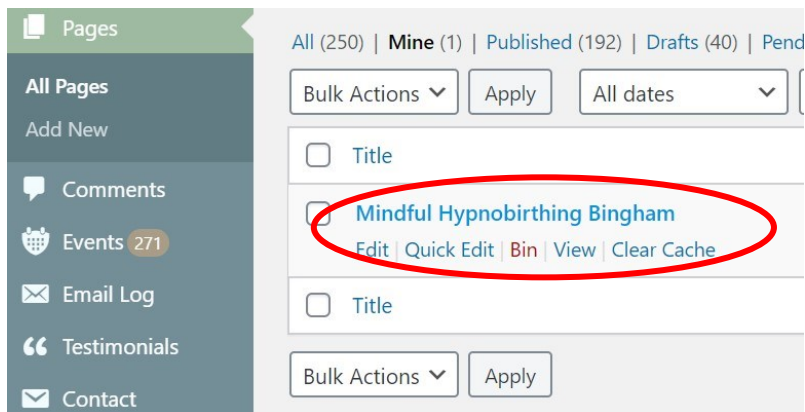 Pages
All Pages
Add New
Comments
Events 271
Email Log
Testimonials
Contact
All (250) | Mine (1) | Published (192) | Drafts (40) | Pend
Bulk Actions Apply All dates
Title
Mindful Hypnobirthing Bingham
Edit | Quick Edit | Bin | View | Clear Cache
Title
Bulk Actions Apply